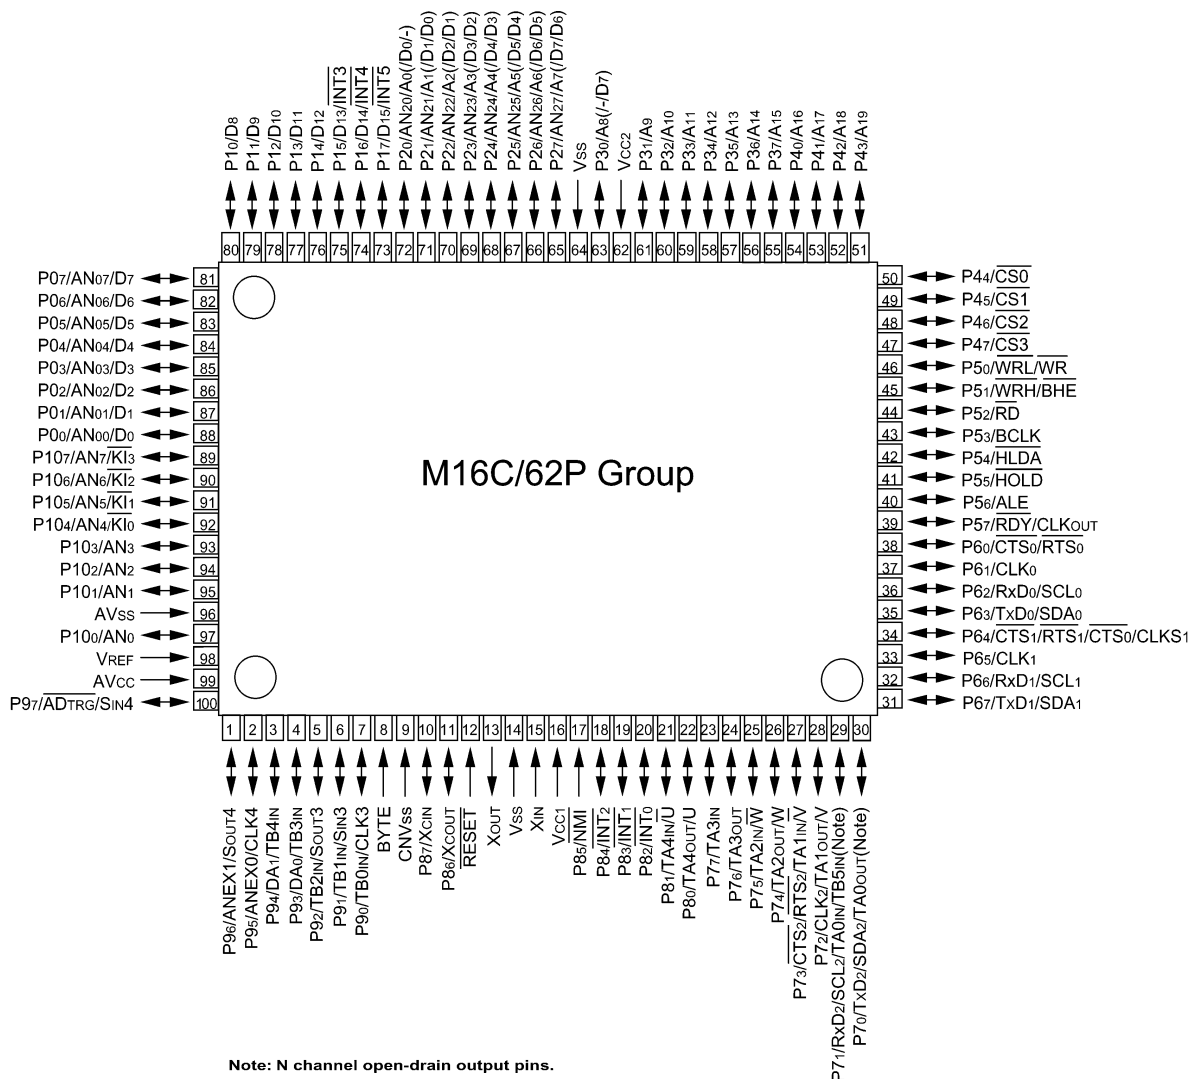 P10/D8
P11/D9
P12/D10
P13/D11
P14/D12
P15/D13/INT3
P16/D14/INT4
P17/D15/INT5
P20/AN20/A0(/D0/-)
P21/AN21/A1(/D1/D0)
P22/AN22/A2(/D2/D1)
P23/AN23/A3(/D3/D2)
P24/AN24/A4(/D4/D3)
P25/AN25/A5(/D5/D4)
P26/AN26/A6(/D6/D5)
P27/AN27/A7(/D7/D6)
Vss
P30/A8(/-/D7)
VCC2
P31/A9
P32/A10
P33/A11
P34/A12
P35/A13
P36/A14
P37/A15
P40/A16
P41/A17
P42/A18
P43/A19
80 79 78 77 76 75 74 73 72 71 70 69 68 67 66 65 64 63 62 61 60 59 58 57 56 55 54 53 52 51
P07/AN07/D7 81
P06/AN06/D6 82
P05/AN05/D5 83
P04/AN04/D4 84
P03/AN03/D3 85
P02/AN02/D2 86
P01/AN01/D1 87
P00/AN00/D0 88
P107/AN7/KI3 89
P106/AN6/KI2 90
P105/AN5/KI1 91
P104/AN4/KI0 92
P103/AN3 93
P102/AN2 94
P101/AN1 95
AVSS 96
P100/AN0 97
VREF 98
AVCC 99
P97/ADTRG/SIN4 100
M16C/62P Group
50 P44/CS0
49 P45/CS1
48 P46/CS2
47 P47/CS3
46 P50/WRL/WR
45 P51/WRH/BHE
44 P52/RD
43 P53/BCLK
42 P54/HLDA
41 P55/HOLD
40 P56/ALE
39 P57/RDY/CLKOUT
38 P60/CTS0/RTS0
37 P61/CLK0
36 P62/RxD0/SCL0
35 P63/TxD0/SDA0
34 P64/CTS1/RTS1/CTS0/CLKS1
33 P65/CLK1
32 P66/RxD1/SCL1
31 P67/TxD1/SDA1
1 2 3 4 5 6 7 8 9 10 11 12 13 14 15 16 17 18 19 20 21 22 23 24 25 26 27 28 29 30
P96/ANEX1/SOUT4
P95/ANEX0/CLK4
P94/DA1/TB4IN
P93/DA0/TB3IN
P92/TB2IN/SOUT3
P91/TB1IN/SIN3
P90/TB0IN/CLK3
BYTE
CNVss
P87/XCIN
P86/XCOUT
RESET
XOUT
VSS
XIN
VCC1
P85/NMI
P84/INT2
P83/INT1
P82/INT0
P81/TA4IN/U
P80/TA4OUT/U
P77/TA3IN
P76/TA3OUT
P75/TA2IN/W
P74/TA2OUT/W
P73/CTS2/RTS2/TA1IN/V
P72/CLK2/TA1OUT/V
P71/RxD2/SCL2/TA0IN/TB5IN(Note)
P70/TxD2/SDA2/TA0OUT(Note)
Note: N channel open-drain output pins.